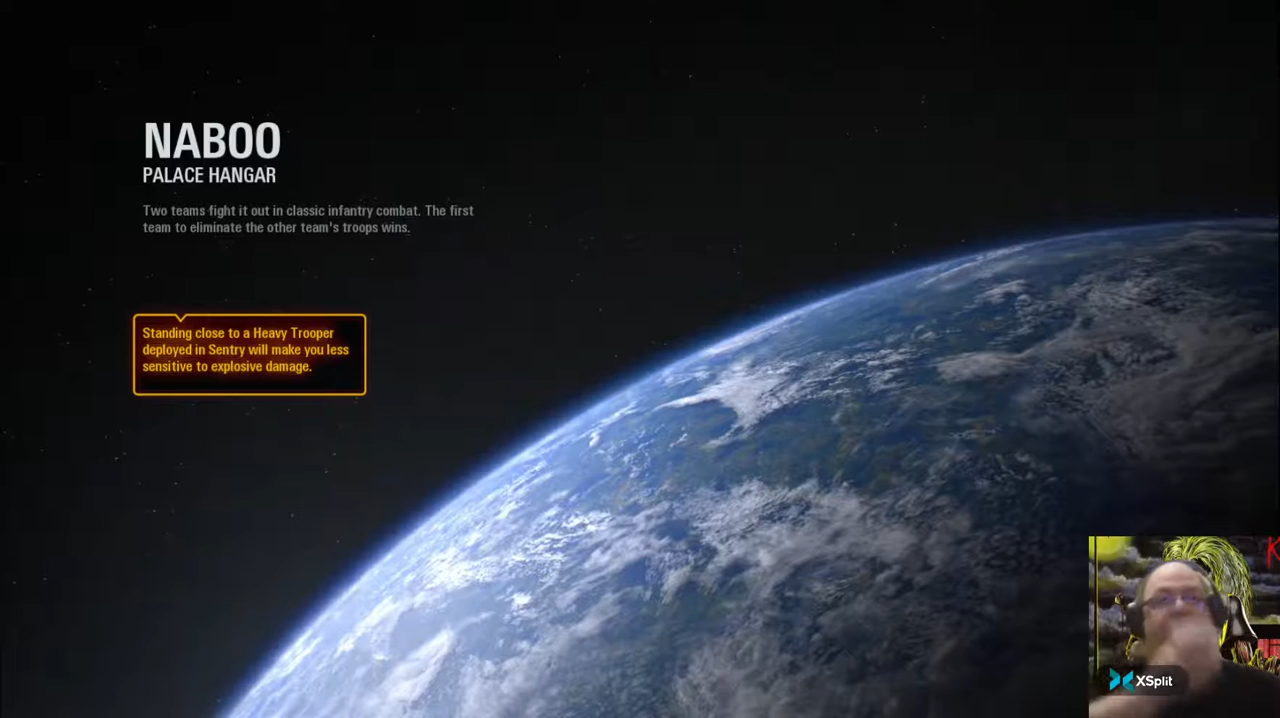 NABOO
PALACE HANGAR
Two teams fight it out in classic infantry combat. The first
team to eliminate the other team's troops wins.
Standing close to a Heavy Trooper
deployed in Sentry will make you less
sensitive to explosive damage.
K
XSplit